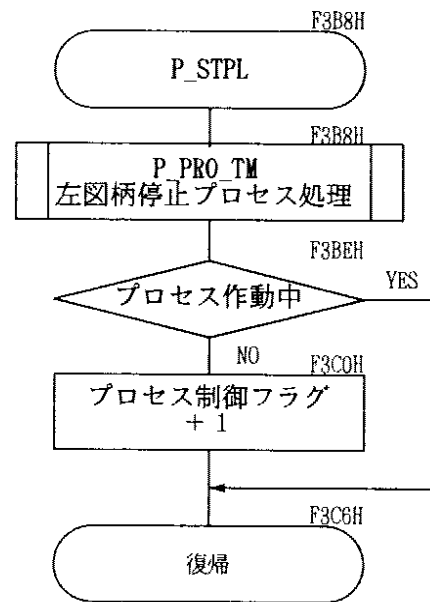 F3B8H
P_STPL
F3B8H
P_PRO_TM
左図柄停止プロセス処理
F3BEH
プロセス作動中
YES
NO
F3C0H
プロセス制御フラグ
+ 1
F3C6H
復帰